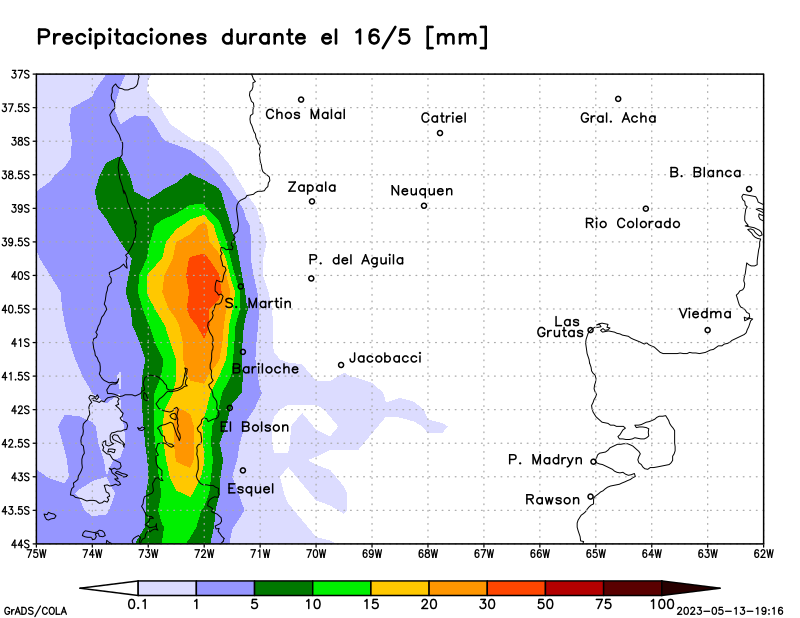 Precipitaciones durante el 16/5 [mm]
37S
37.5S
Chos Malal
Catriel
Gral. Acha
38S
38.5S
B. Blanca
Zapala
Neuquen
39S
Rio Colorado
39.5S
P. del Aguila
40S
S. Martin
40.5S
Viedma
Las
Grutas
41S
Jacobacci
Bariloche
41.5S
42S
El Bolson
42.5S
P. Madryn
43S
Esquel
Rawson
43.5S
44S
75W 74W 73W 72W 71W 70W 69W 68W 67W 66W 65W 64W 63W 62W
0.1 1 5 10 15 20 30 50 75 100
GrADS/COLA
2023-05-13-19:16